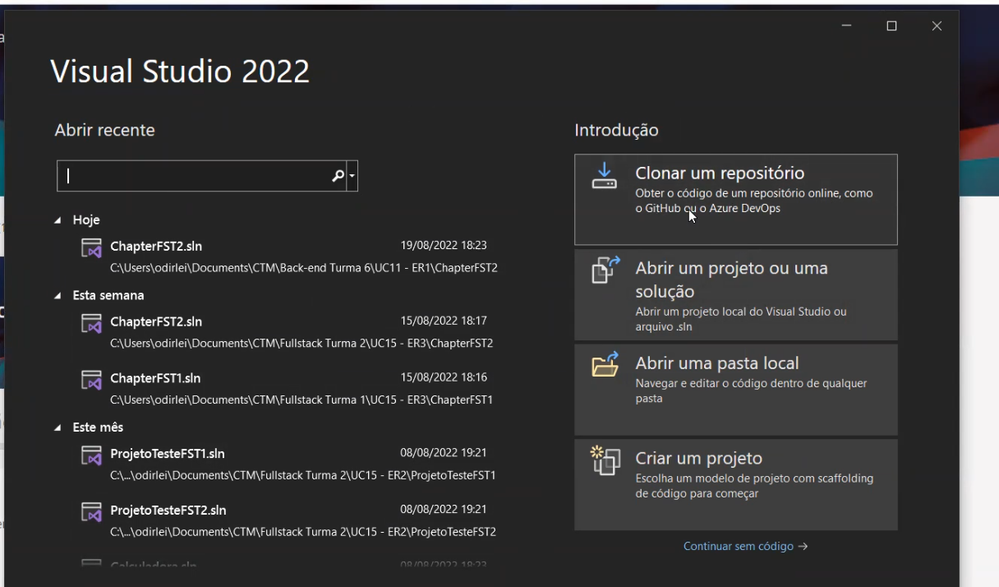 Visual Studio 2022
Abrir recente
Hoje
ChapterFST2.sln 19/08/2022 18:23
C:\Users\odirlei\Documents\CTM\Back-end Turma 6\UC11 - ER1\ChapterFST2
Esta semana
ChapterFST2.sln 15/08/2022 18:17
C:\Users\odirlei\Documents\CTM\Fullstack Turma 2\UC15 - ER3\ChapterFST2
ChapterFST1.sln 15/08/2022 18:16
C:\Users\odirlei\Documents\CTM\Fullstack Turma 1\UC15 - ER3\ChapterFST1
Este mês
ProjetoTesteFST1.sln 08/08/2022 19:21
C:\...\odirlei\Documents\CTM\Fullstack Turma 2\UC15 - ER2\ProjetoTesteFST1
ProjetoTesteFST2.sln 08/08/2022 19:21
C:\...\odirlei\Documents\CTM\Fullstack Turma 2\UC15 - ER2\ProjetoTesteFST2
Calculadora.sln
Introdução
Clonar um repositório
Obter o código de um repositório online, como
o GitHub ou o Azure DevOps
Abrir um projeto ou uma
solução
Abrir um projeto local do Visual Studio ou
arquivo .sln
Abrir uma pasta local
Navegar e editar o código dentro de qualquer
pasta
Criar um projeto
Escolha um modelo de projeto com scaffolding
de código para começar
Continuar sem código →